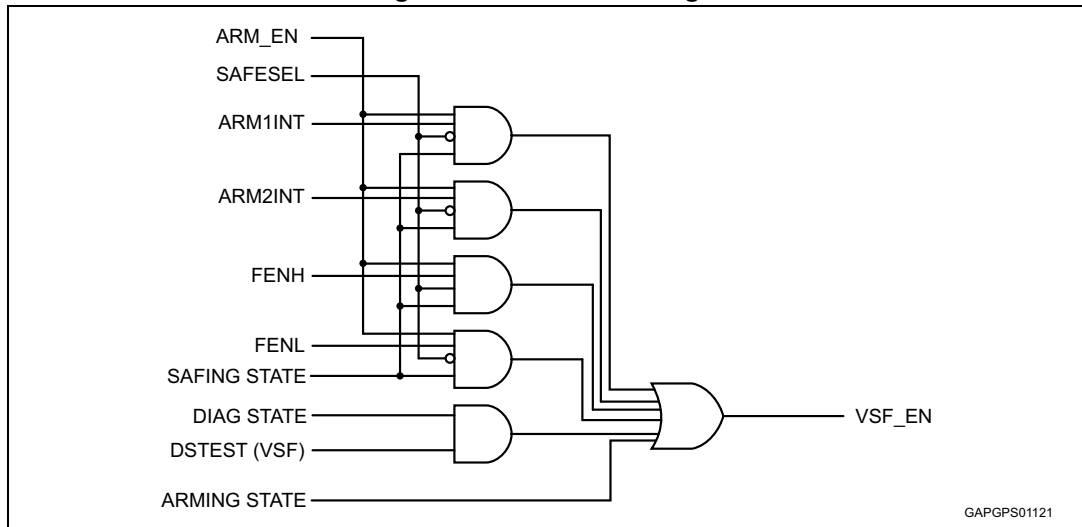 ARM_EN
SAFESEL
ARM1INT
ARM2INT
FENH
FENL
SAFING STATE
DIAG STATE
DSTEST (VSF)
VSF_EN
ARMING STATE
GAPGPS01121